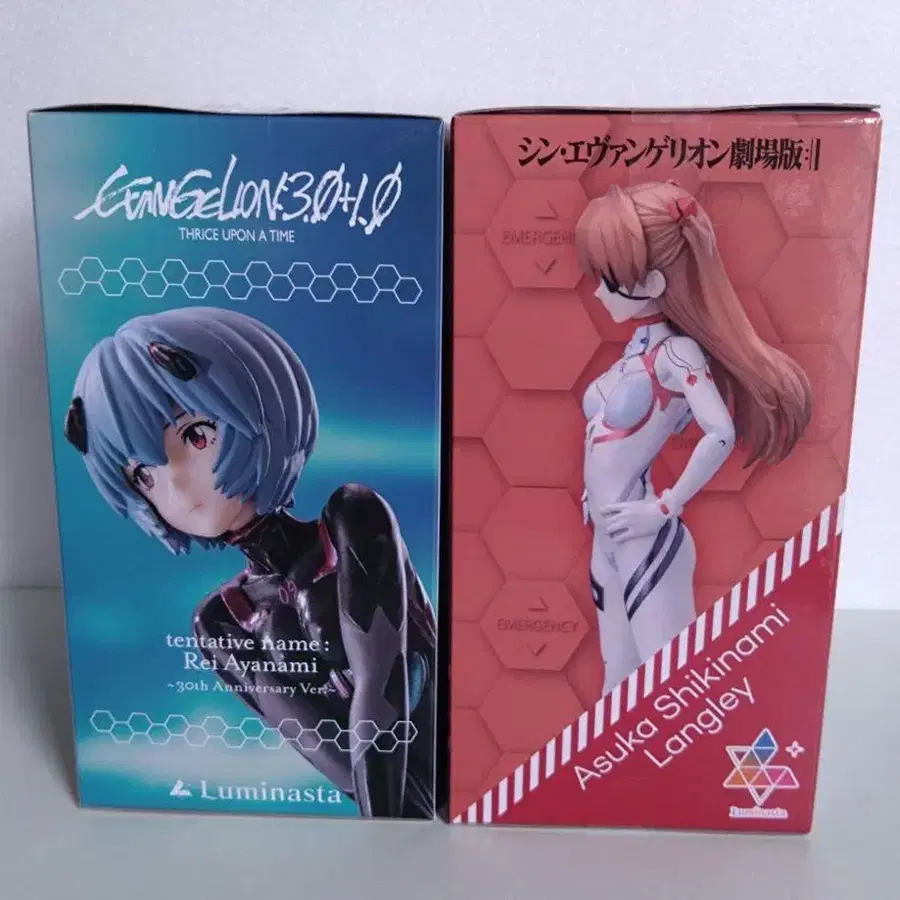 EVANGELION:3.0+1.0
THRICE UPON A TIME
tentative name:
Rei Ayanami
~30th Anniversary Ver.~
Luminasta
シン・エヴァンゲリオン劇場版:||
EMERGENCY
EMERGENCY
Asuka Shikinami
Langley
Luminasta